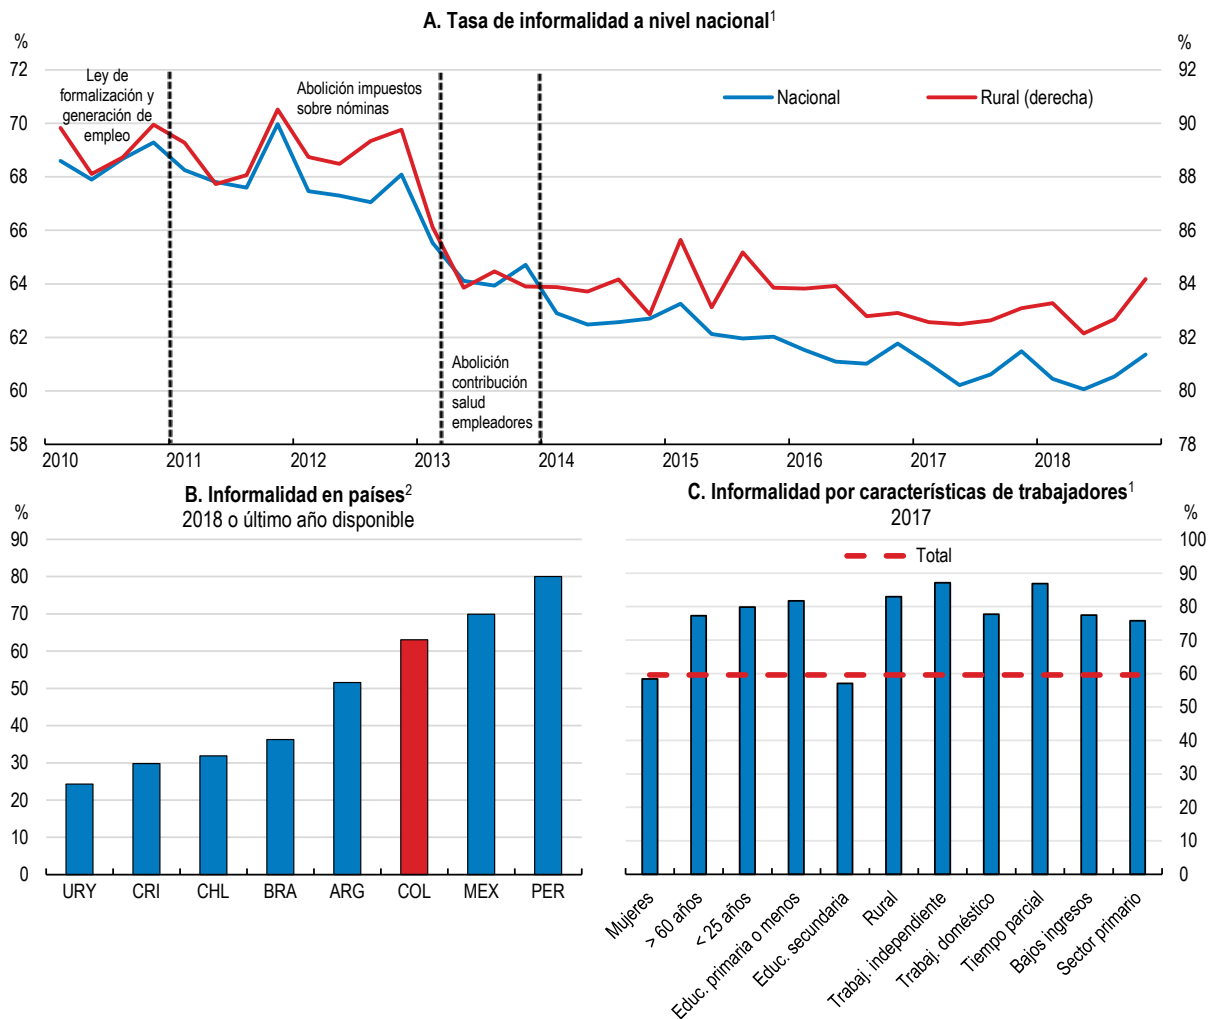 A. Tasa de informalidad a nivel nacional1
% %
72 92
70 90
68 88
66 86
64 84
62 82
60 80
58 78
Ley de
formalización y
generación de
empleo
Abolición impuestos
sobre nóminas
Abolición
contribución
salud
empleadores
Nacional
Rural (derecha)
2010 2011 2012 2013 2014 2015 2016 2017 2018
B. Informalidad en países2
2018 o último año disponible
%
90
80
70
60
50
40
30
20
10
0
URY CRI CHL BRA ARG COL MEX PER
C. Informalidad por características de trabajadores1
2017
%
Total
100
90
80
70
60
50
40
30
20
10
0
Mujeres
> 60 años
< 25 años
Educ. primaria o menos
Educ. secundaria
Rural
Trabaj. independiente
Trabaj. doméstico
Tiempo parcial
Bajos ingresos
Sector primario